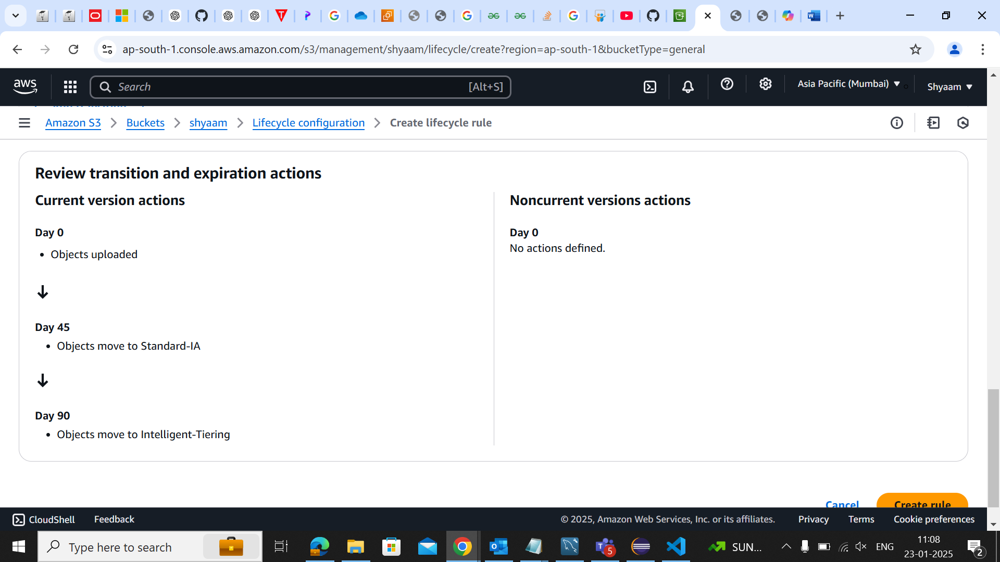 ap-south-1.console.aws.amazon.com/s3/management/shyaam/lifecycle/create?region=ap-south-1&bucketType=general
aws
Search
[Alt+S]
Asia Pacific (Mumbai)
Shyaam
Amazon S3
Buckets
shyaam
Lifecycle configuration
Create lifecycle rule
Review transition and expiration actions
Current version actions
Day 0
• Objects uploaded
Day 45
• Objects move to Standard-IA
Day 90
• Objects move to Intelligent-Tiering
Noncurrent versions actions
Day 0
No actions defined.
Cancel
Create rule
CloudShell
Feedback
© 2025, Amazon Web Services, Inc. or its affiliates.
Privacy
Terms
Cookie preferences
Type here to search
5
SUN...
ENG
11:08
23-01-2025
2